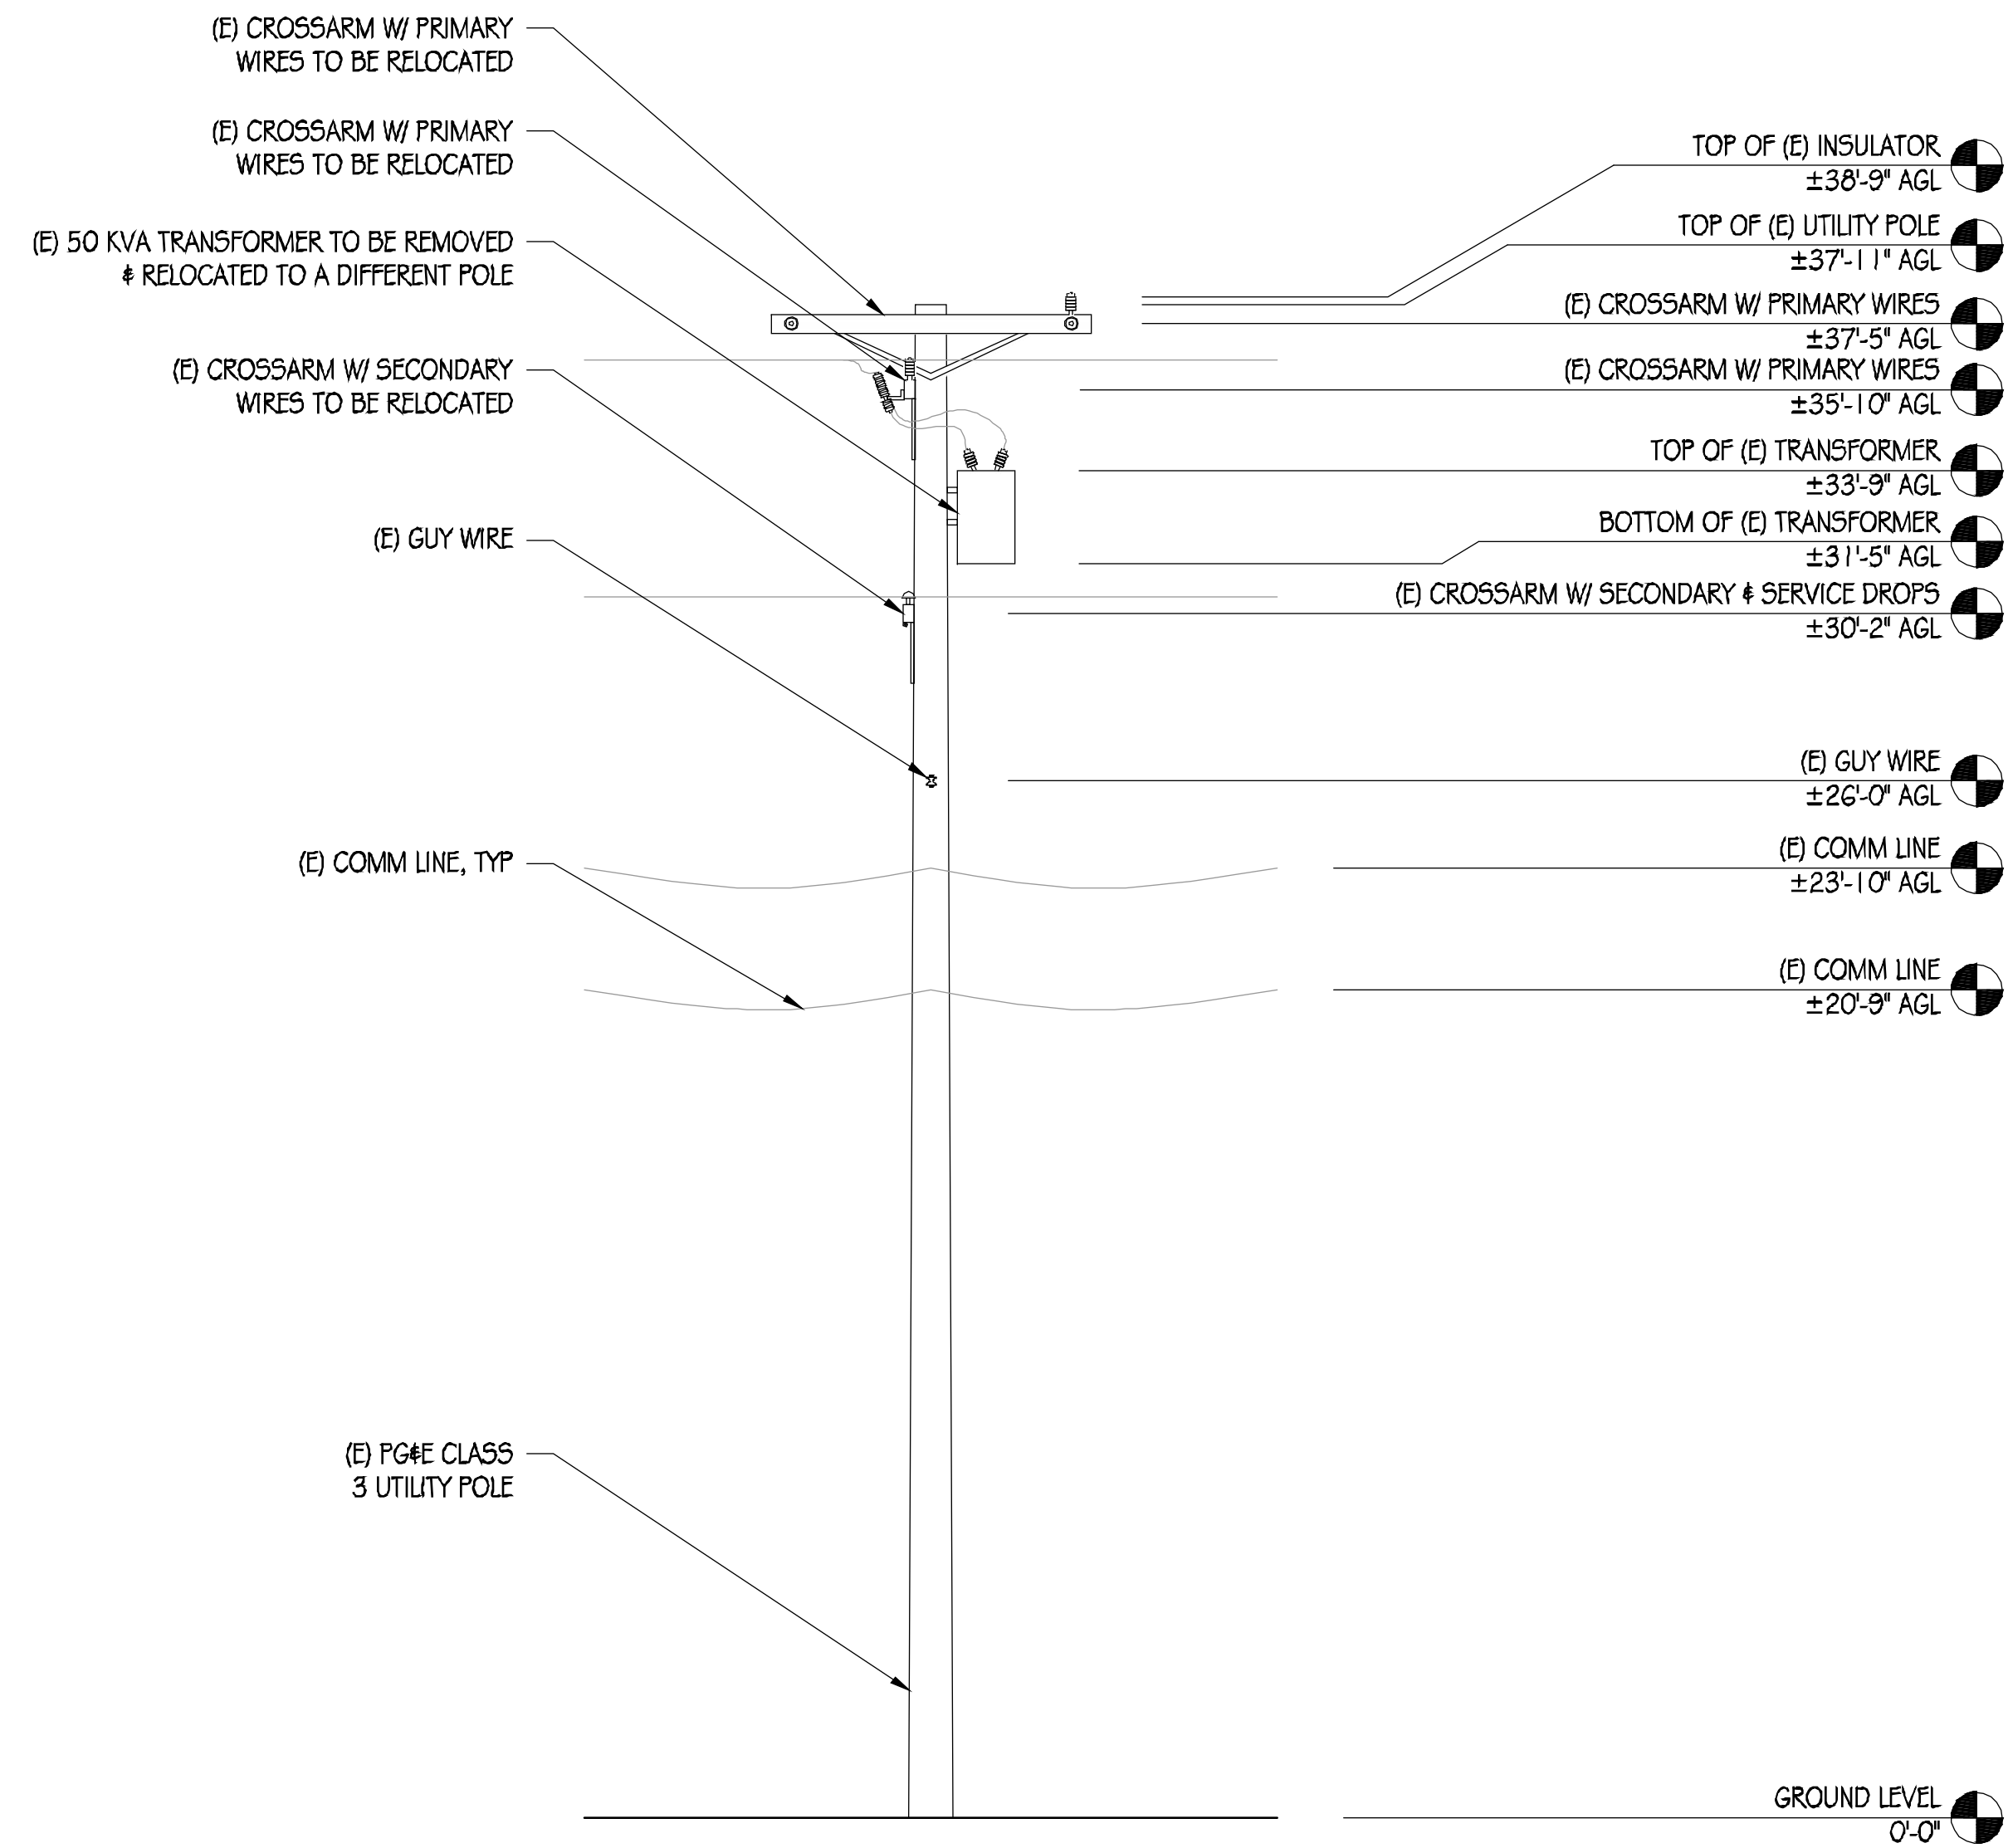 (E) CROSSARM W/ PRIMARY
WIRES TO BE RELOCATED
(E) CROSSARM W/ PRIMARY
WIRES TO BE RELOCATED
(E) 50 KVA TRANSFORMER TO BE REMOVED
& RELOCATED TO A DIFFERENT POLE
(E) CROSSARM W/ SECONDARY
WIRES TO BE RELOCATED
(E) GUY WIRE
(E) COMM LINE, TYP
(E) PG&E CLASS
3 UTILITY POLE
TOP OF (E) INSULATOR
±38'-9" AGL
TOP OF (E) UTILITY POLE
±37'-11" AGL
(E) CROSSARM W/ PRIMARY WIRES
±37'-5" AGL
(E) CROSSARM W/ PRIMARY WIRES
±35'-10" AGL
TOP OF (E) TRANSFORMER
±33'-9" AGL
BOTTOM OF (E) TRANSFORMER
±31'-5" AGL
(E) CROSSARM W/ SECONDARY & SERVICE DROPS
±30'-2" AGL
(E) GUY WIRE
±26'-0" AGL
(E) COMM LINE
±23'-10" AGL
(E) COMM LINE
±20'-9" AGL
GROUND LEVEL
0'-0"